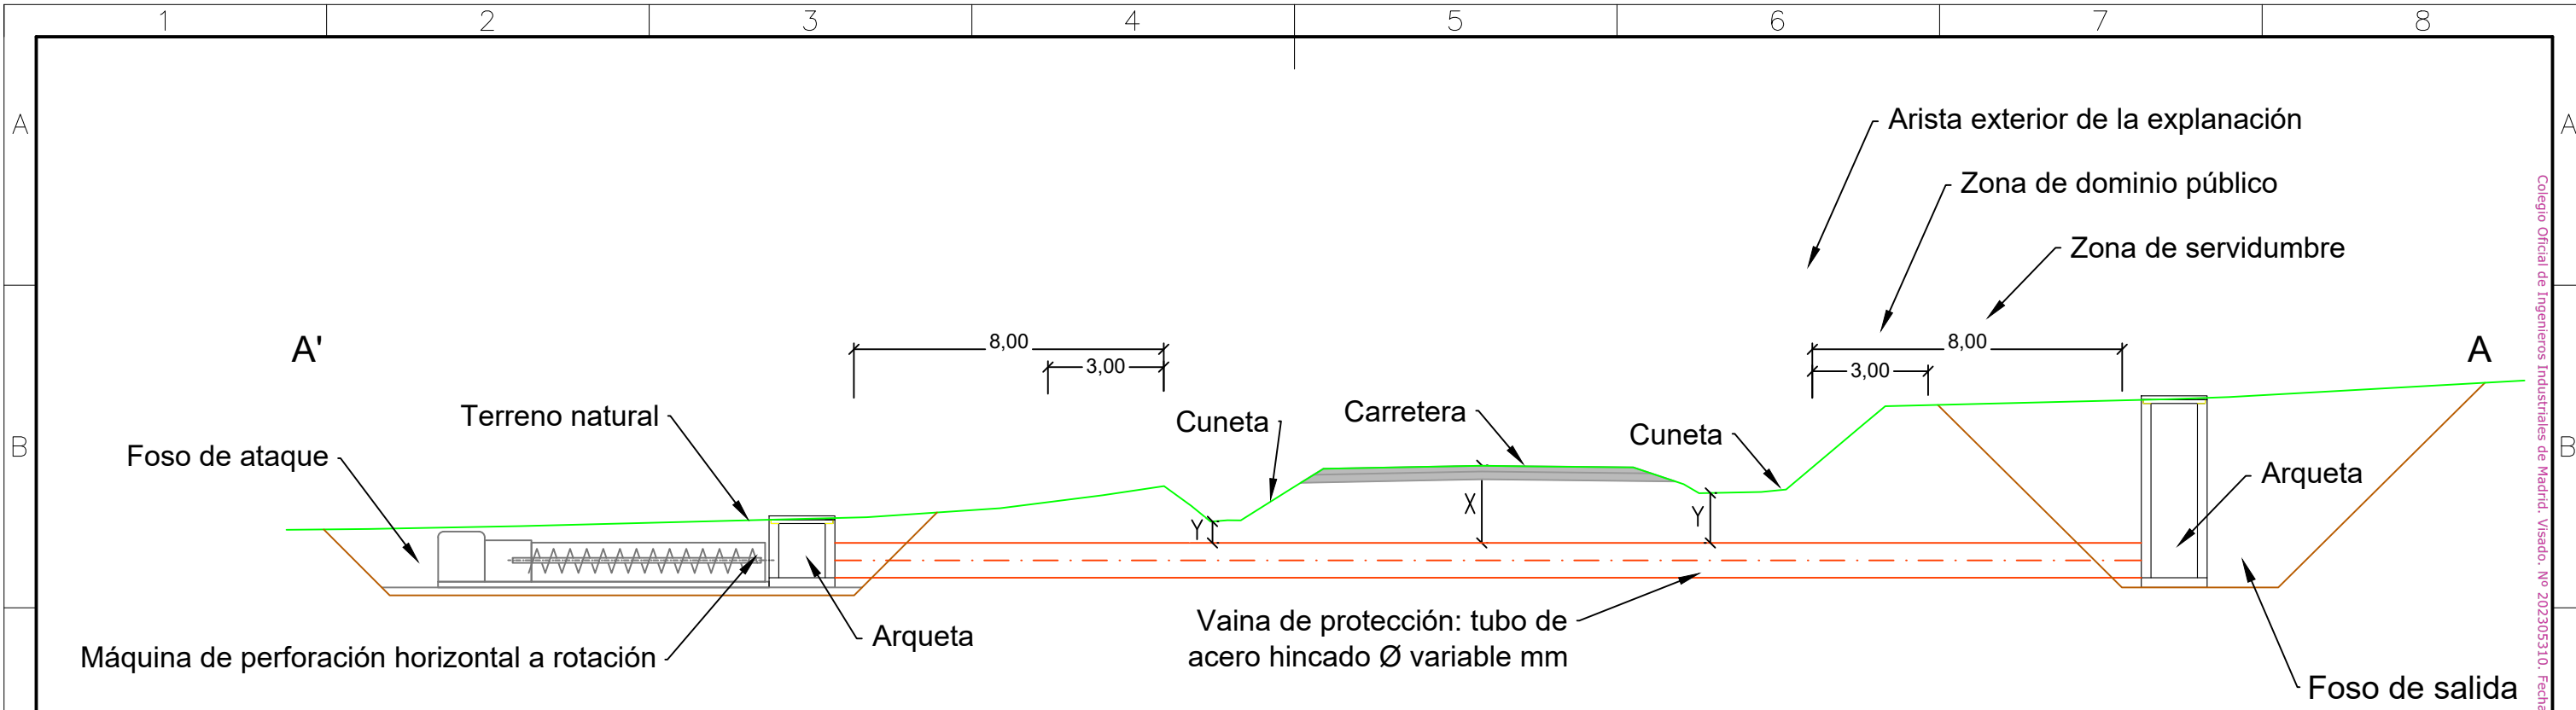 1 2 3 4 5 6 7 8
A A
Arista exterior de la explanación
Zona de dominio público
Zona de servidumbre
A' A
8,00 8,00
3,00 3,00
Terreno natural
Cuneta
Carretera
Cuneta
Foso de ataque
B B
Arqueta
X
Y Y
Máquina de perforación horizontal a rotación
Arqueta
Vaina de protección: tubo de
acero hincado Ø variable mm
Foso de salida
Colegio Oficial de Ingenieros Industriales de Madrid. Visado. Nº 202305310. Fecha